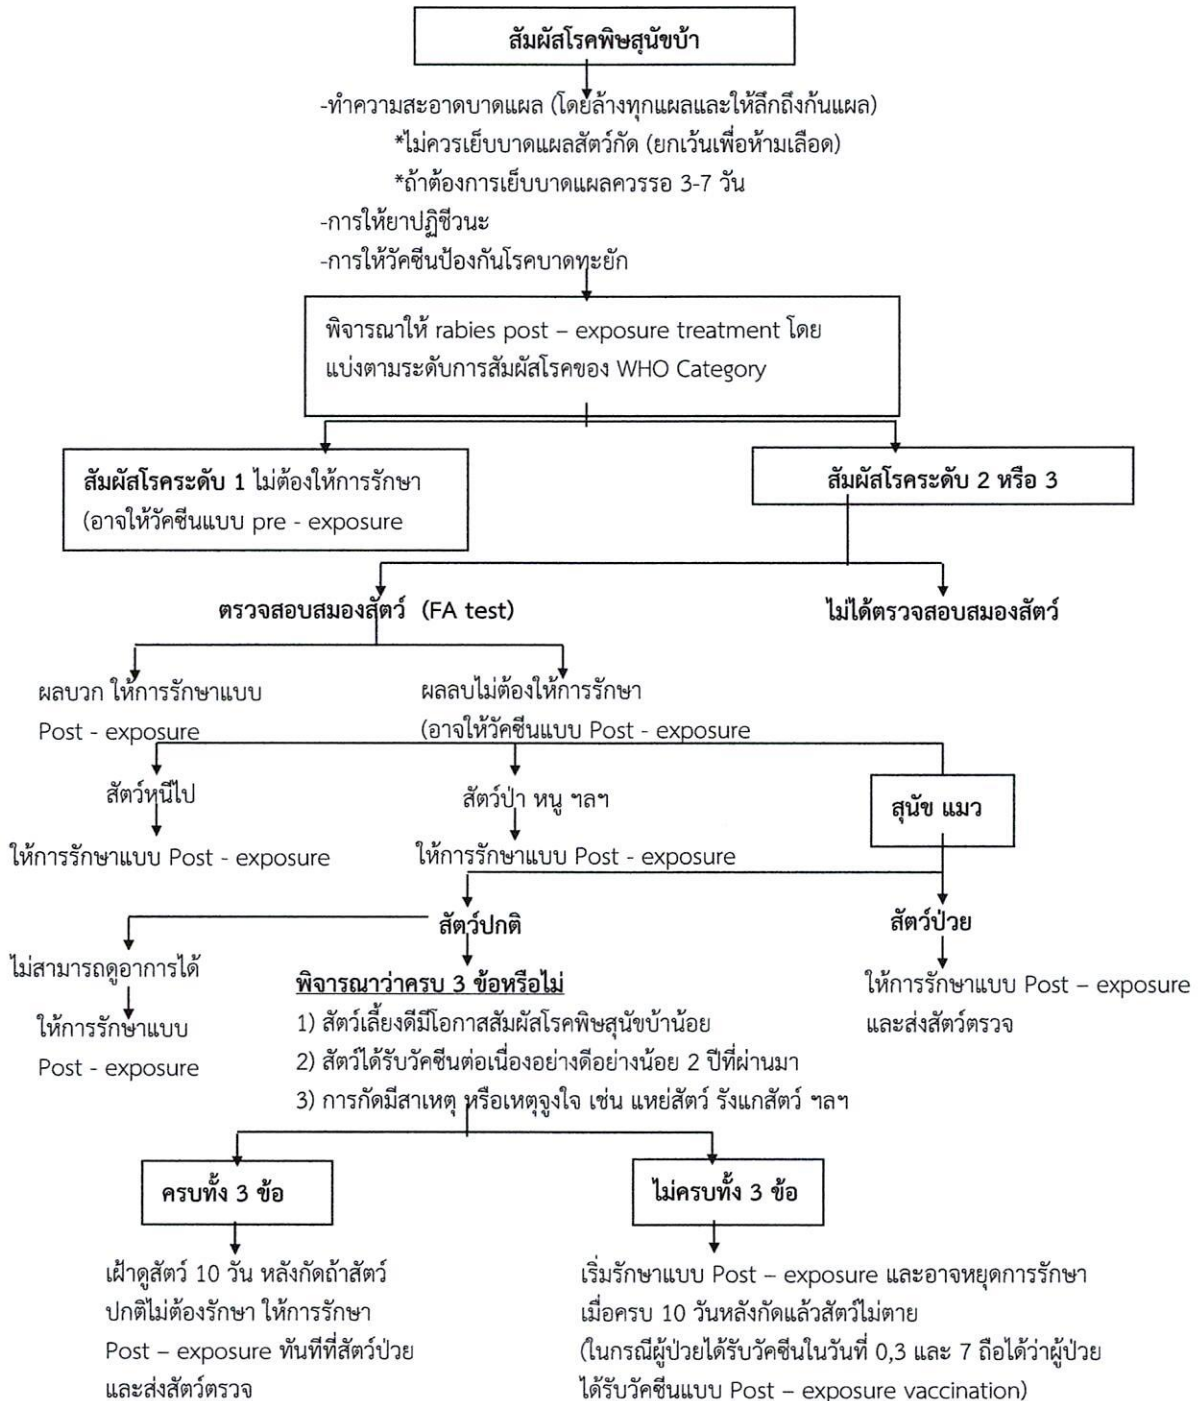 สัมผัสโรคพิษสุนัขบ้า
-ทำความสะอาดบาดแผล (โดยล้างทุกแผลและให้ลึกถึงก้นแผล)
*ไม่ควรเย็บบาดแผลสัตว์กัด (ยกเว้นเพื่อห้ามเลือด)
*ถ้าต้องการเย็บบาดแผลควรรอ 3-7 วัน
-การให้ยาปฏิชีวนะ
-การให้วัคซีนป้องกันโรคบาดทะยัก
พิจารณาให้ rabies post – exposure treatment โดย
แบ่งตามระดับการสัมผัสโรคของ WHO Category
สัมผัสโรคระดับ 1 ไม่ต้องให้การรักษา
(อาจให้วัคซีนแบบ pre - exposure
สัมผัสโรคระดับ 2 หรือ 3
ตรวจสอบสมองสัตว์ (FA test)
ไม่ได้ตรวจสอบสมองสัตว์
ผลบวก ให้การรักษาแบบ
Post - exposure
ผลลบไม่ต้องให้การรักษา
(อาจให้วัคซีนแบบ Post - exposure
สัตว์หนีไป
สัตว์ป่า หนู ฯลฯ
สุนัข แมว
ให้การรักษาแบบ Post - exposure
ให้การรักษาแบบ Post - exposure
สัตว์ปกติ
สัตว์ป่วย
ไม่สามารถดูอาการได้
ให้การรักษาแบบ
Post - exposure
พิจารณาว่าครบ 3 ข้อหรือไม่
1) สัตว์เลี้ยงดีมีโอกาสสัมผัสโรคพิษสุนัขบ้าน้อย
2) สัตว์ได้รับวัคซีนต่อเนื่องอย่างดีอย่างน้อย 2 ปีที่ผ่านมา
3) การกัดมีสาเหตุ หรือเหตุจูงใจ เช่น แหย่สัตว์ รังแกสัตว์ ฯลฯ
ให้การรักษาแบบ Post – exposure
และส่งสัตว์ตรวจ
ครบทั้ง 3 ข้อ
ไม่ครบทั้ง 3 ข้อ
เฝ้าดูสัตว์ 10 วัน หลังกัดถ้าสัตว์
ปกติไม่ต้องรักษา ให้การรักษา
Post – exposure ทันทีที่สัตว์ป่วย
และส่งสัตว์ตรวจ
เริ่มรักษาแบบ Post – exposure และอาจหยุดการรักษา
เมื่อครบ 10 วันหลังกัดแล้วสัตว์ไม่ตาย
(ในกรณีผู้ป่วยได้รับวัคซีนในวันที่ 0,3 และ 7 ถือได้ว่าผู้ป่วย
ได้รับวัคซีนแบบ Post – exposure vaccination)